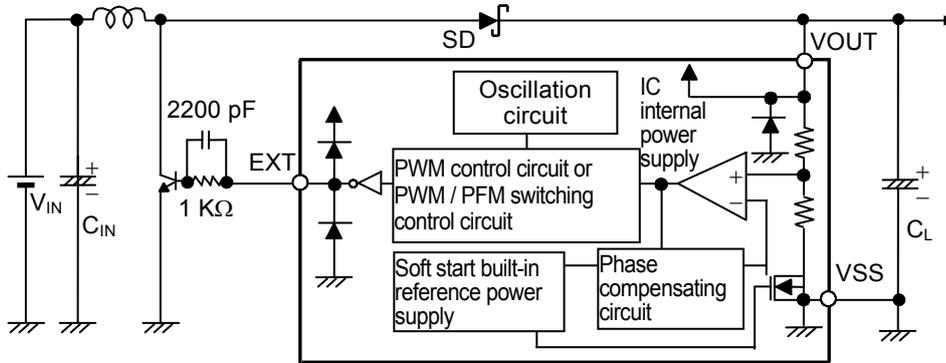 SD
VOUT
2200 pF
Oscillation
circuit
IC
internal
power
supply
EXT
PWM control circuit or
PWM / PFM switching
control circuit
+
−
+
−
+
−
VIN
CIN
1 KΩ
CL
Soft start built-in
reference power
supply
Phase
compensating
circuit
VSS